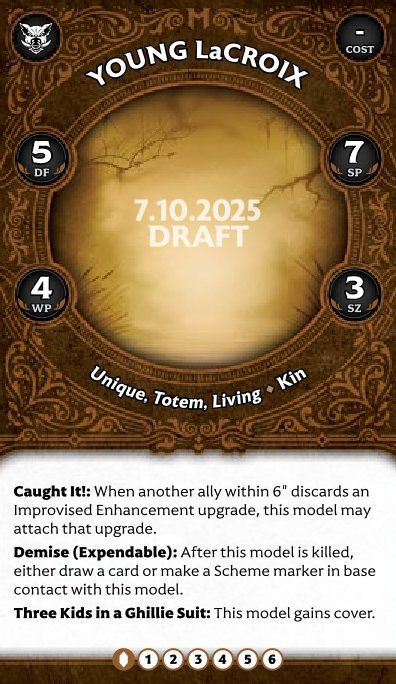 YOUNG LaCROIX
-
COST
5
DF
7
SP
7.10.2025
DRAFT
4
WP
3
SZ
Unique, Totem, Living ♦ Kin
Caught It!: When another ally within 6" discards an
Improvised Enhancement upgrade, this model may
attach that upgrade.
Demise (Expendable): After this model is killed,
either draw a card or make a Scheme marker in base
contact with this model.
Three Kids in a Ghillie Suit: This model gains cover.
1 2 3 4 5 6